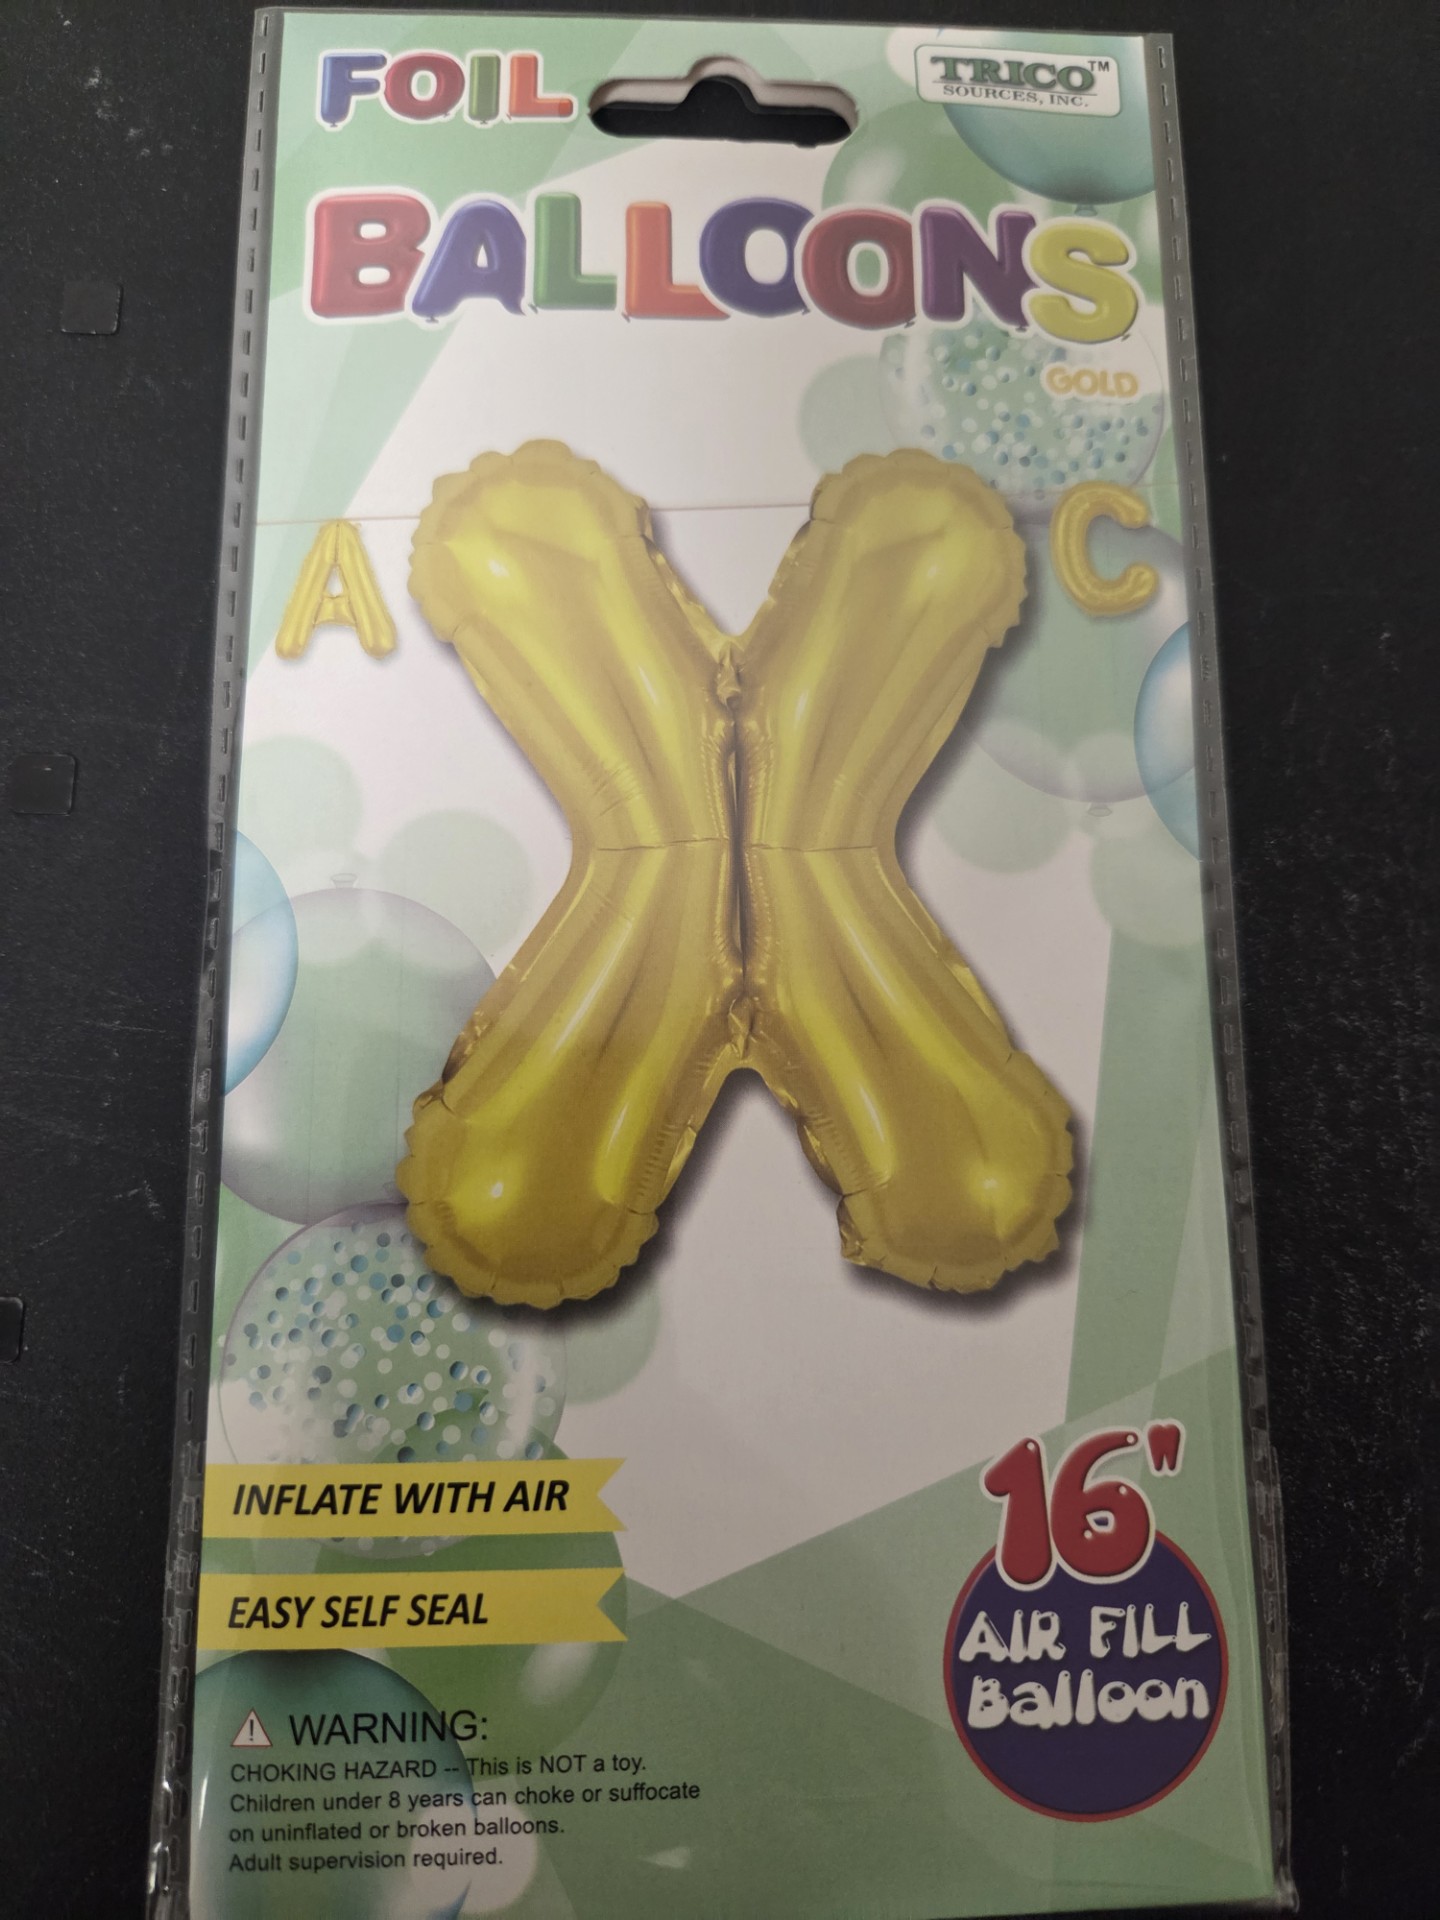 FOIL
TRICO™
SOURCES, INC.
BALLOONS
GOLD
A
X
C
16"
AIR FILL
Balloon
INFLATE WITH AIR
EASY SELF SEAL
WARNING:
CHOKING HAZARD -- This is NOT a toy.
Children under 8 years can choke or suffocate
on uninflated or broken balloons.
Adult supervision required.